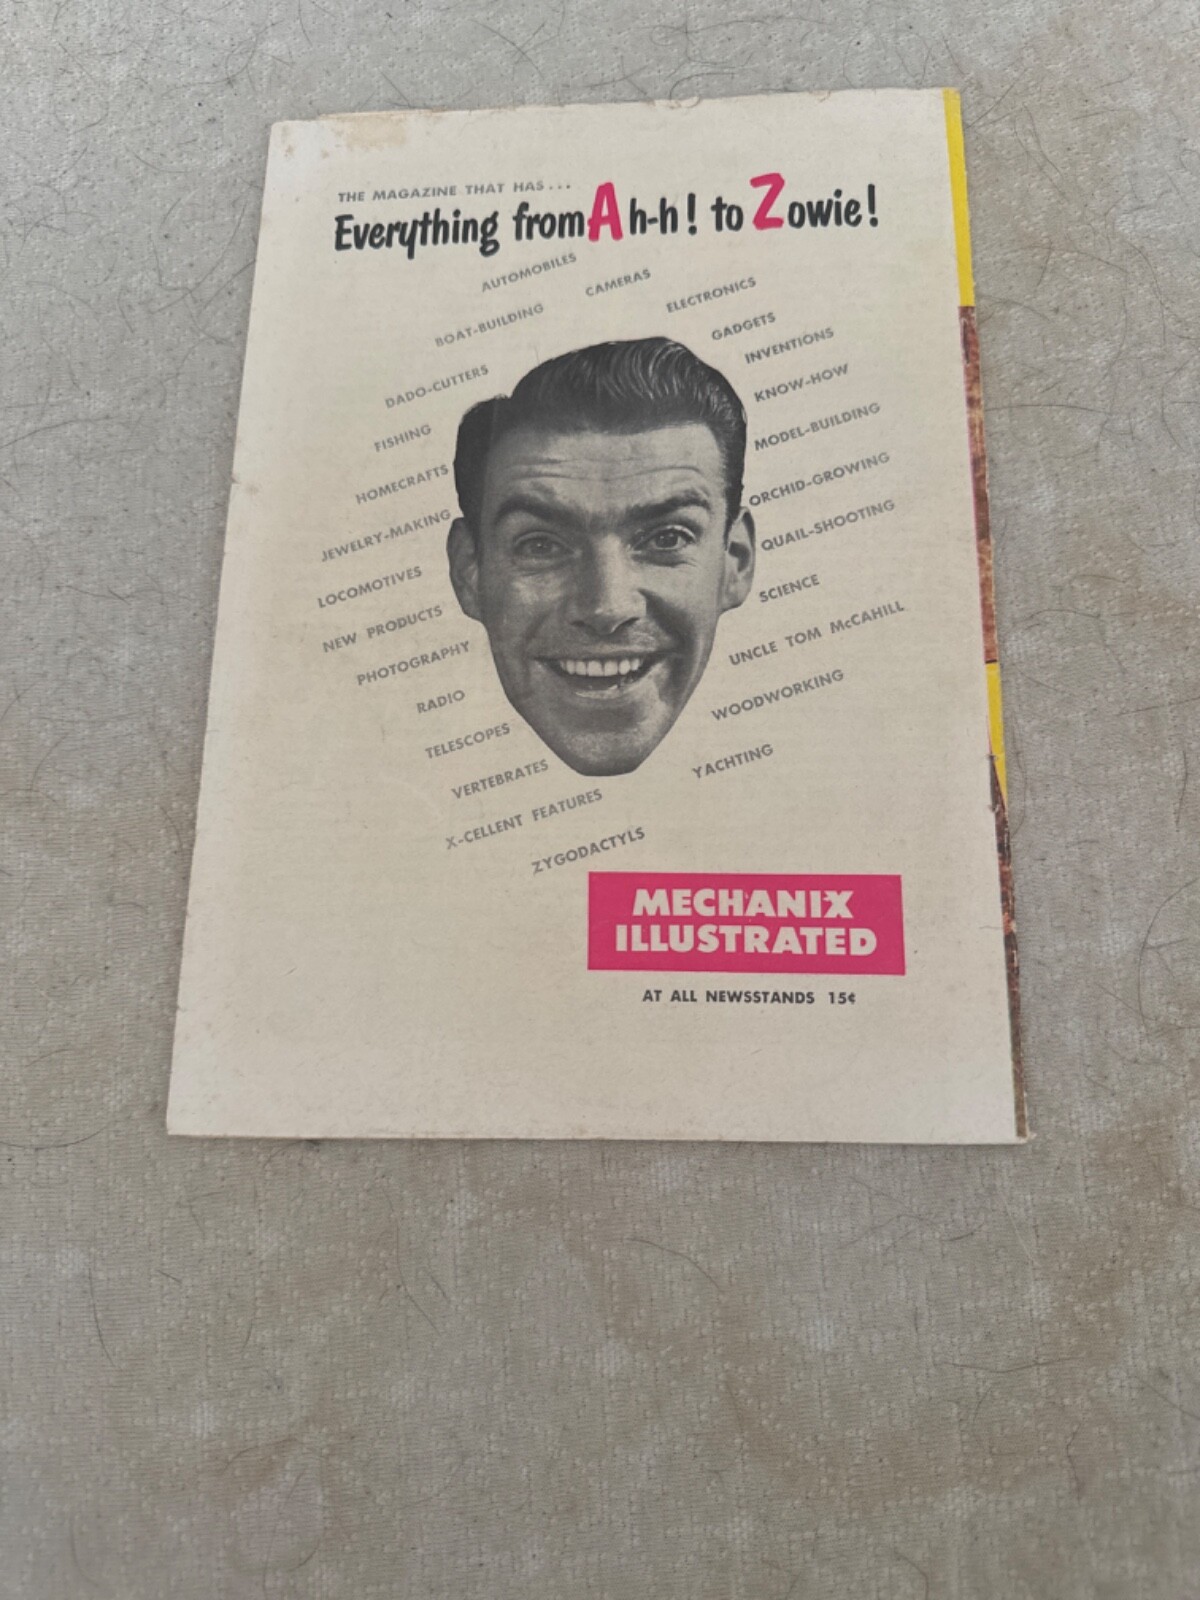 THE MAGAZINE THAT HAS...
Everything from Ah-h! to Zowie!
AUTOMOBILES
CAMERAS
BOAT-BUILDING
ELECTRONICS
DADO-CUTTERS
GADGETS
FISHING
INVENTIONS
HOMECRAFTS
KNOW-HOW
JEWELRY-MAKING
MODEL-BUILDING
LOCOMOTIVES
ORCHID-GROWING
NEW PRODUCTS
QUAIL-SHOOTING
PHOTOGRAPHY
SCIENCE
RADIO
UNCLE TOM McCAHILL
TELESCOPES
WOODWORKING
VERTEBRATES
YACHTING
X-CELLENT FEATURES
ZYGODACTYLS
MECHANIX
ILLUSTRATED
AT ALL NEWSSTANDS 15¢